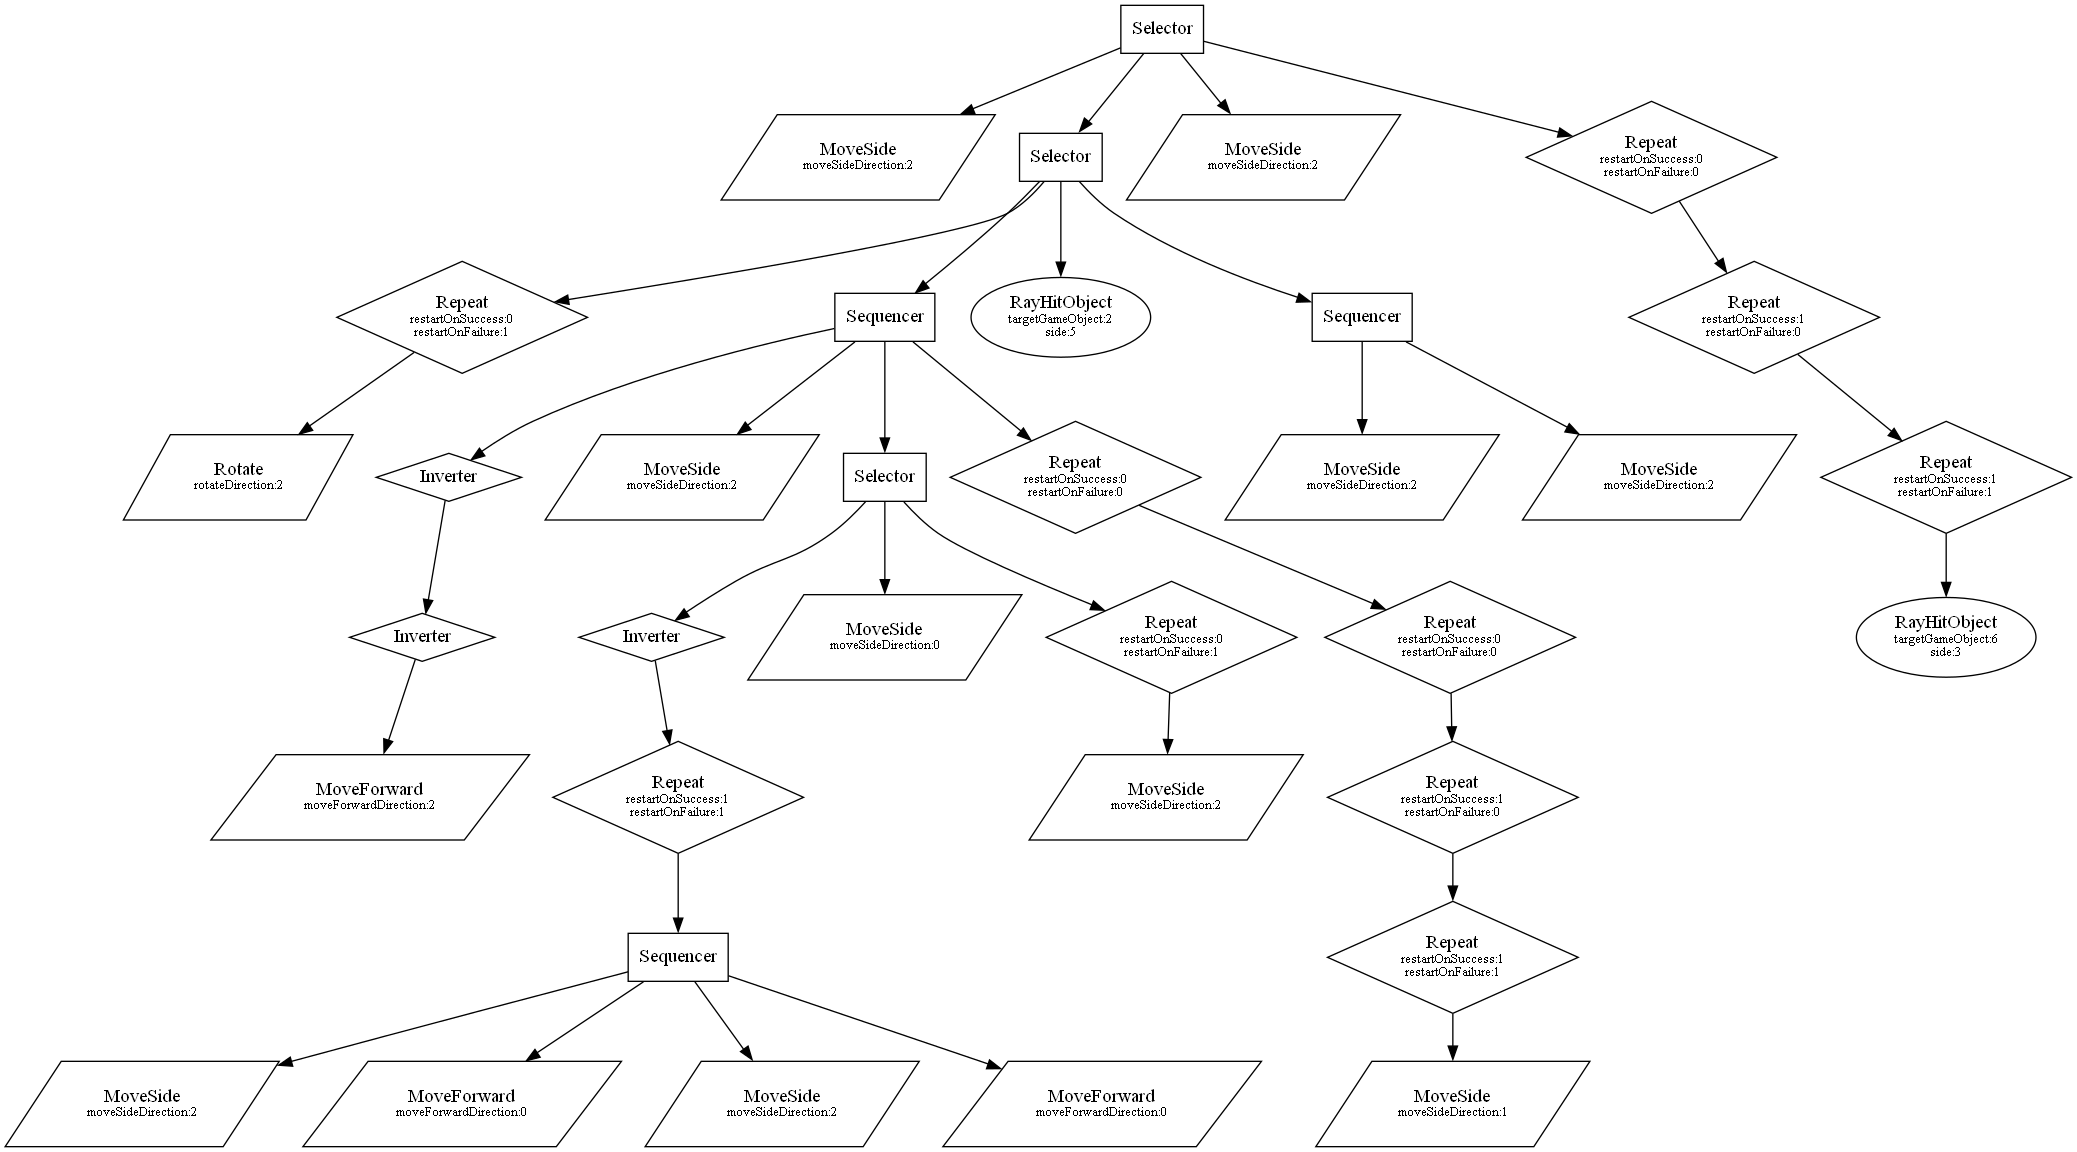 Selector
MoveSide
moveSideDirection:2
Selector
MoveSide
moveSideDirection:2
Repeat
restartOnSuccess:0
restartOnFailure:0
Repeat
restartOnSuccess:0
restartOnFailure:1
Sequencer
RayHitObject
targetGameObject:2
side:5
Sequencer
Repeat
restartOnSuccess:1
restartOnFailure:0
Rotate
rotateDirection:2
Inverter
MoveSide
moveSideDirection:2
Selector
Repeat
restartOnSuccess:0
restartOnFailure:0
MoveSide
moveSideDirection:2
MoveSide
moveSideDirection:2
Repeat
restartOnSuccess:1
restartOnFailure:1
Inverter
Inverter
MoveSide
moveSideDirection:0
Repeat
restartOnSuccess:0
restartOnFailure:1
Repeat
restartOnSuccess:0
restartOnFailure:0
RayHitObject
targetGameObject:6
side:3
MoveForward
moveForwardDirection:2
Repeat
restartOnSuccess:1
restartOnFailure:1
MoveSide
moveSideDirection:2
Repeat
restartOnSuccess:1
restartOnFailure:0
Sequencer
Repeat
restartOnSuccess:1
restartOnFailure:1
MoveSide
moveSideDirection:2
MoveForward
moveForwardDirection:0
MoveSide
moveSideDirection:2
MoveForward
moveForwardDirection:0
MoveSide
moveSideDirection:1